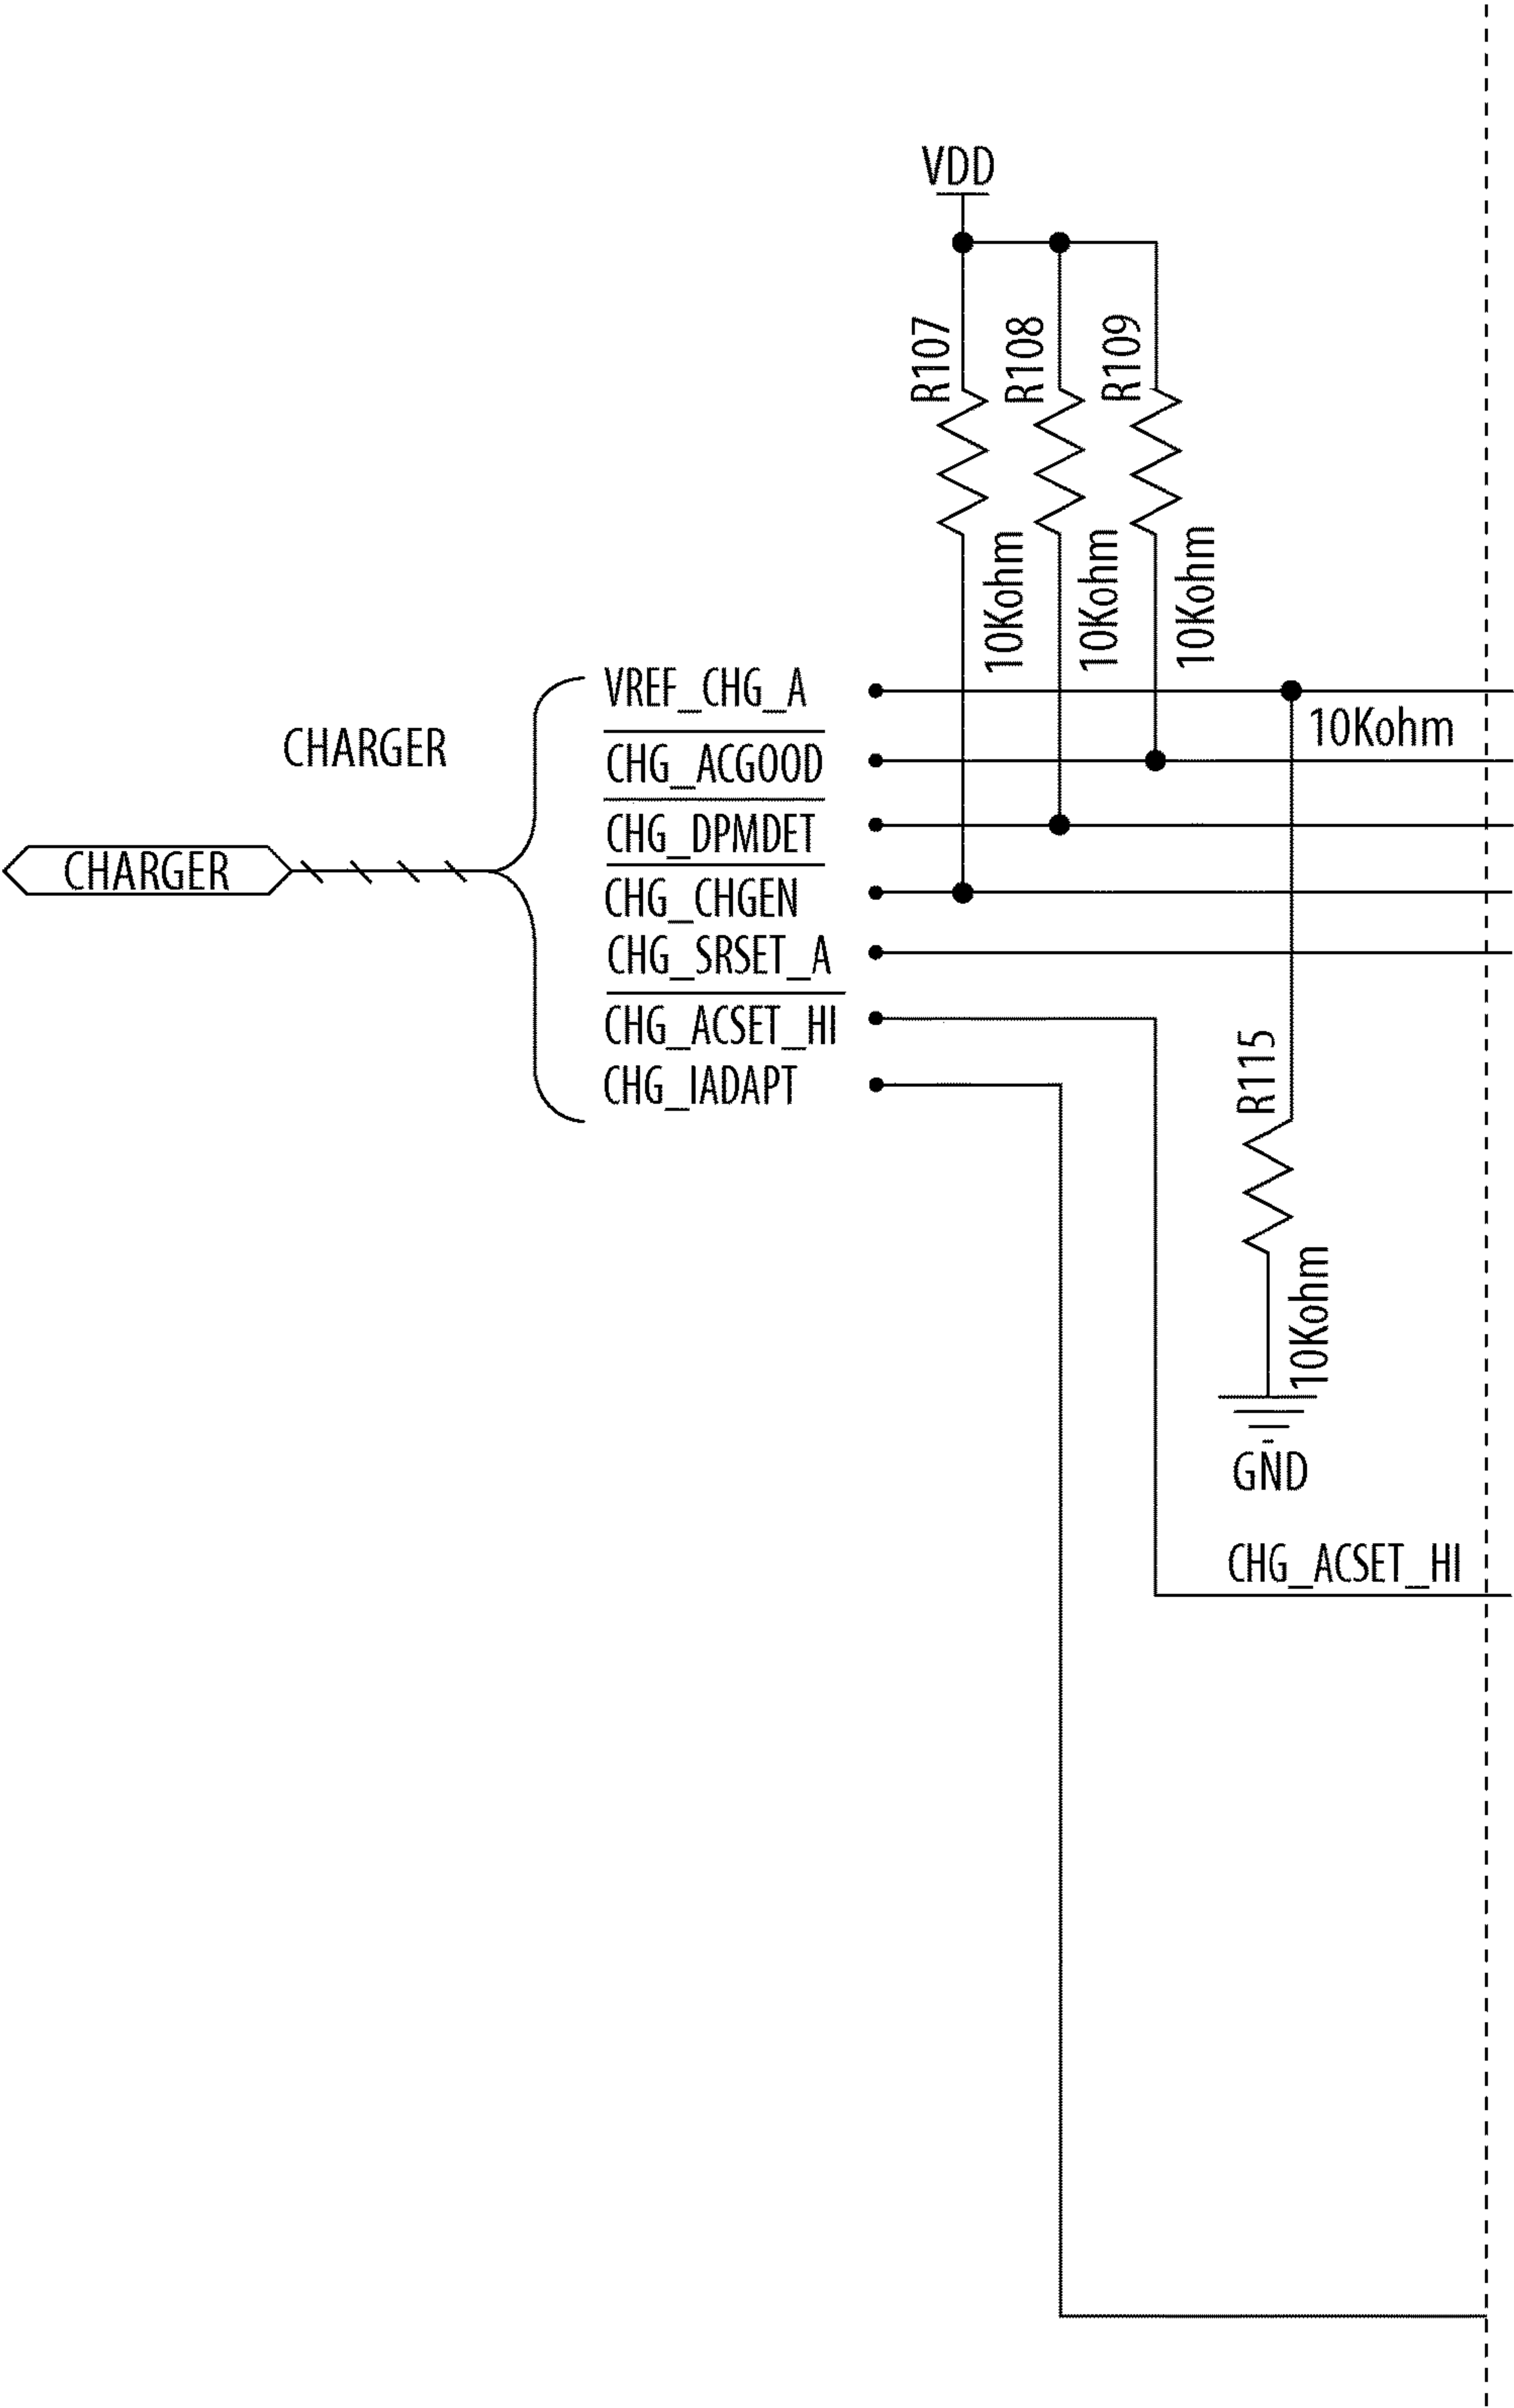 VDD
R107
R108
R109
10Kohm
10Kohm
10Kohm
VREF_CHG_A
10Kohm
CHARGER
CHG_ACGOOD
CHG_DPMDET
CHARGER
CHG_CHGEN
CHG_SRSET_A
CHG_ACSET_HI
CHG_IADAPT
R115
10Kohm
GND
CHG_ACSET_HI